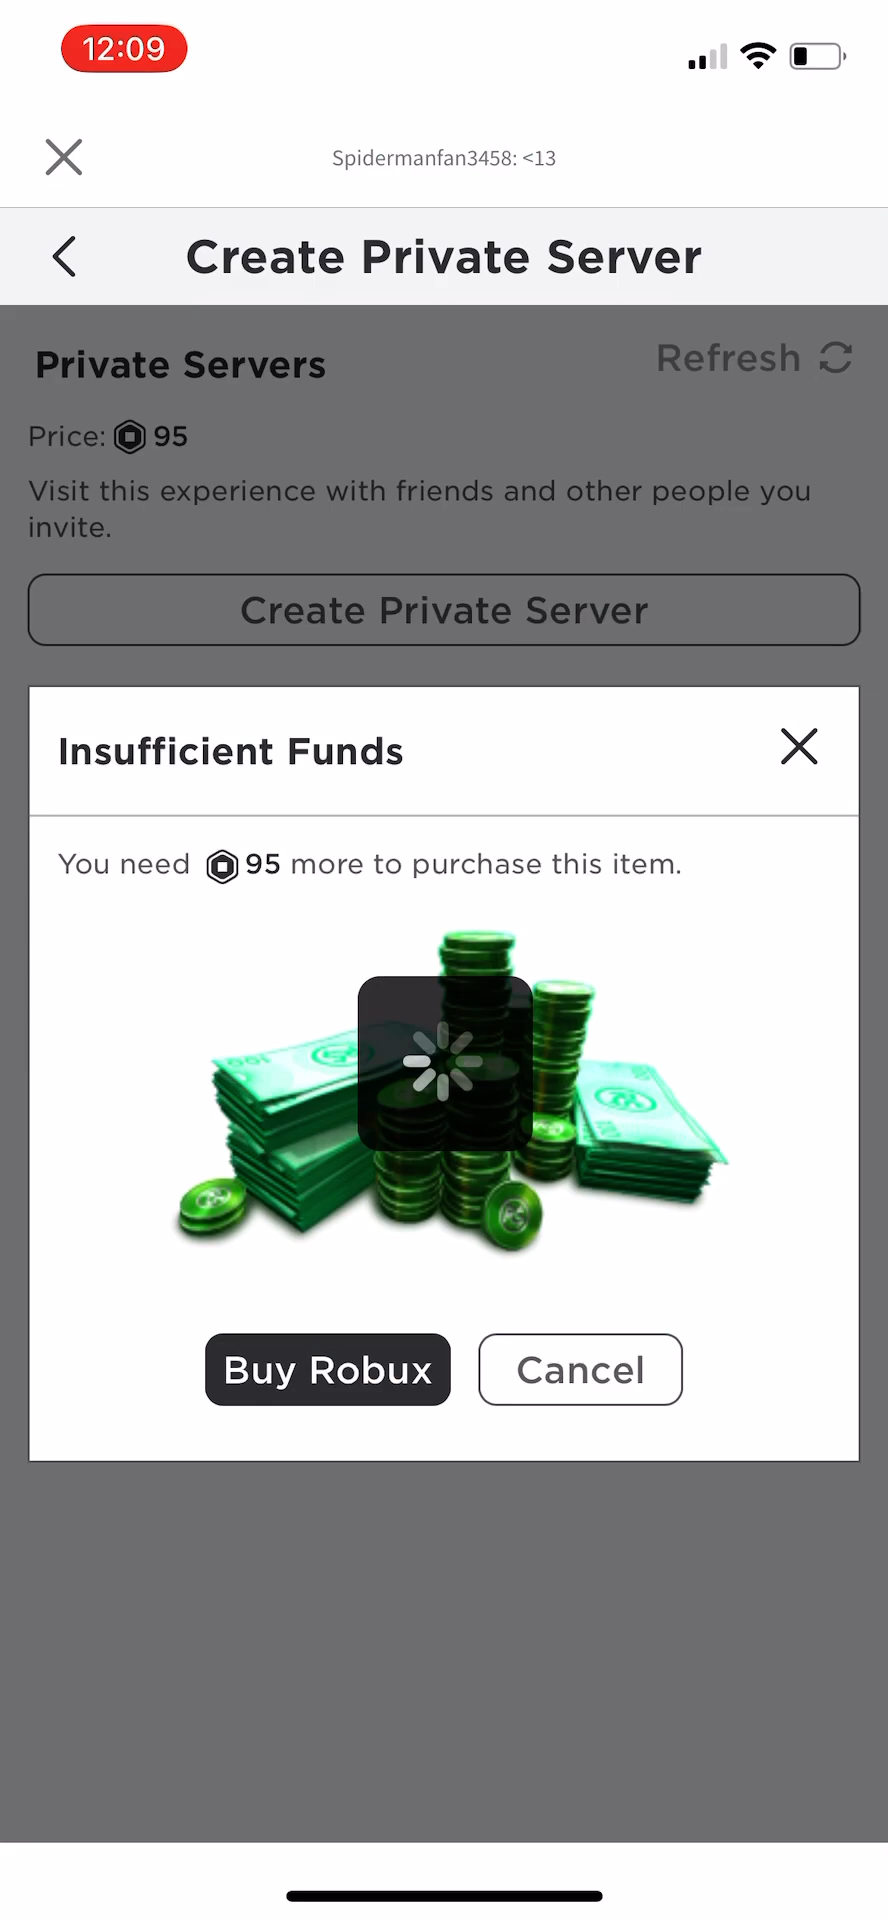 12:09
Spidermanfan3458: <13
Create Private Server
Private Servers
Refresh
Price: 95
Visit this experience with friends and other people you
invite.
Create Private Server
Insufficient Funds
You need 95 more to purchase this item.
Buy Robux
Cancel